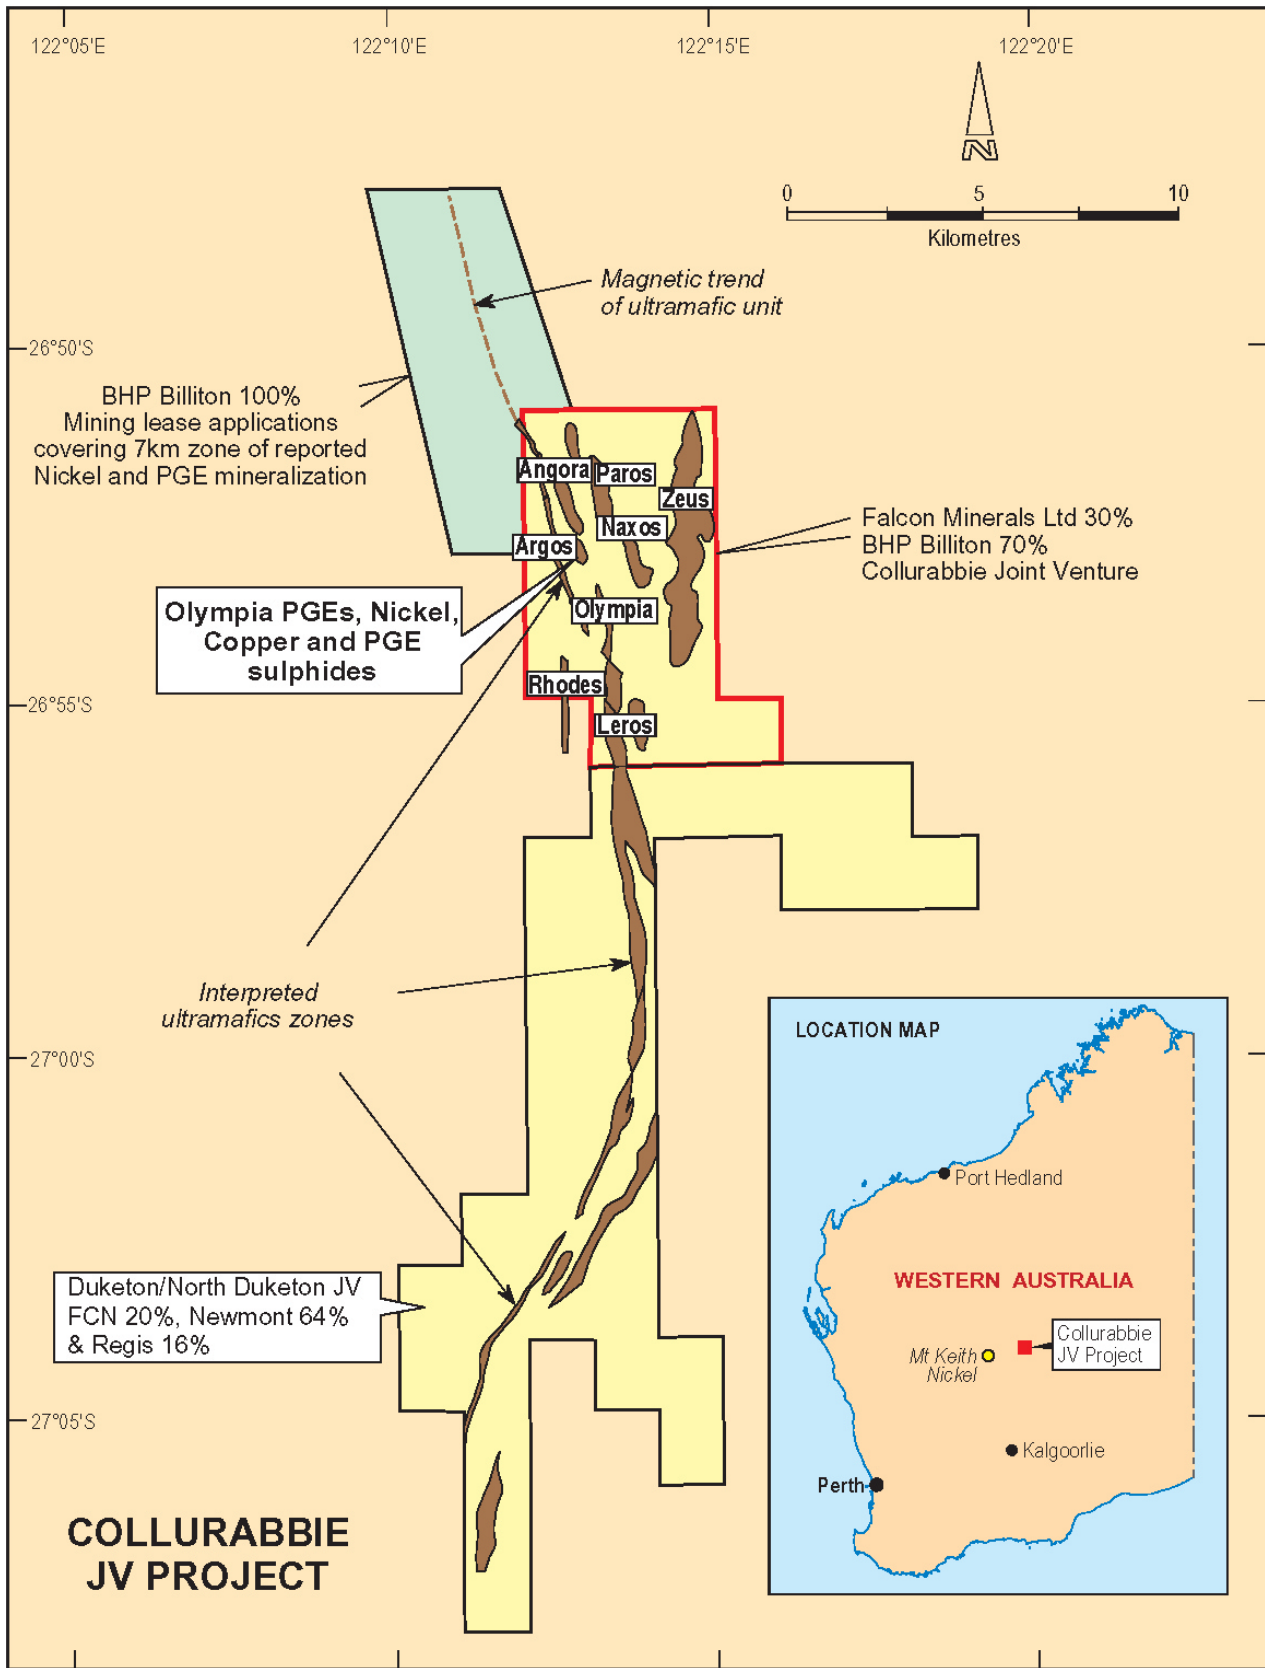 122°05'E
122°10'E
122°15'E
122°20'E
N
0
5
10
Kilometres
Magnetic trend
of ultramafic unit
26°50'S
BHP Billiton 100%
Mining lease applications
covering 7km zone of reported
Nickel and PGE mineralization
Angora
Paros
Zeus
Naxos
Argos
Falcon Minerals Ltd 30%
BHP Billiton 70%
Collurabbie Joint Venture
Olympia PGEs, Nickel,
Copper and PGE
sulphides
Olympia
Rhodes
26°55'S
Leros
Interpreted
ultramafics zones
27°00'S
LOCATION MAP
Port Hedland
WESTERN AUSTRALIA
Duketon/North Duketon JV
FCN 20%, Newmont 64%
& Regis 16%
Collurabbie
JV Project
Mt Keith
Nickel
27°05'S
Kalgoorlie
Perth
COLLURABBIE
JV PROJECT